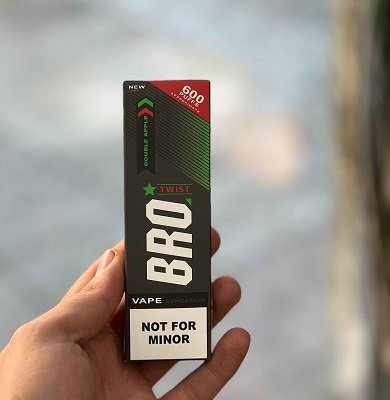 NEW
600
PUFFS
DOUBLE APPLE
TWIST
BRO
VAPE SENSATION
NOT FOR
MINOR